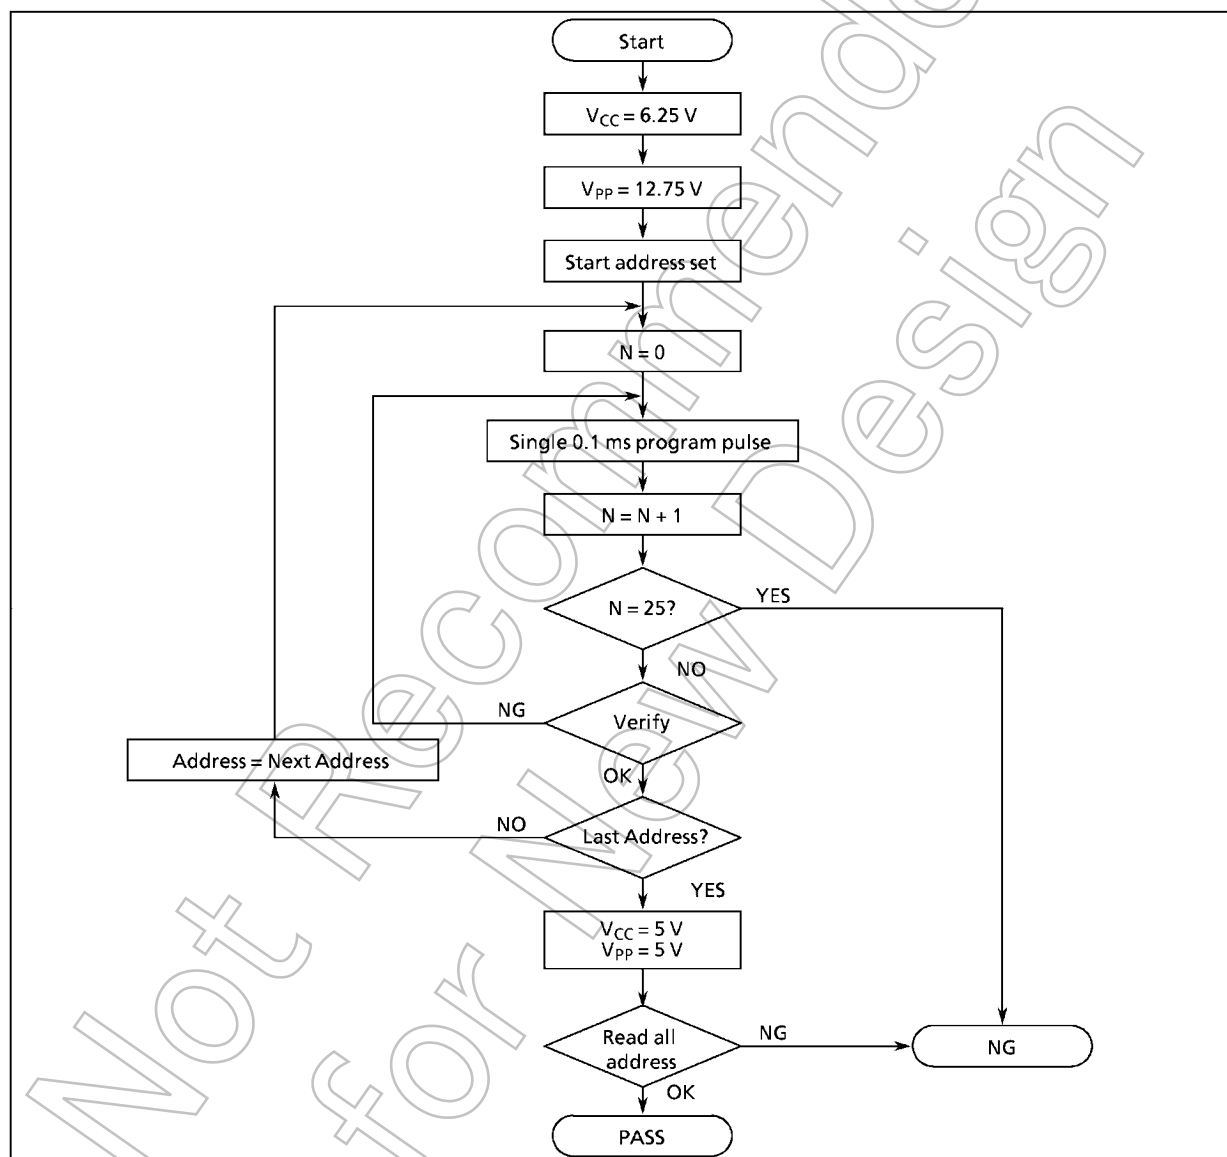 Start
VCC = 6.25 V
VPP = 12.75 V
Start address set
N = 0
Single 0.1 ms program pulse
N = N + 1
N = 25?
YES
NO
NG
Verify
Address = Next Address
OK
NO
Last Address?
YES
VCC = 5 V
VPP = 5 V
Read all
address
NG
NG
OK
PASS
Not Recommende
for New Design